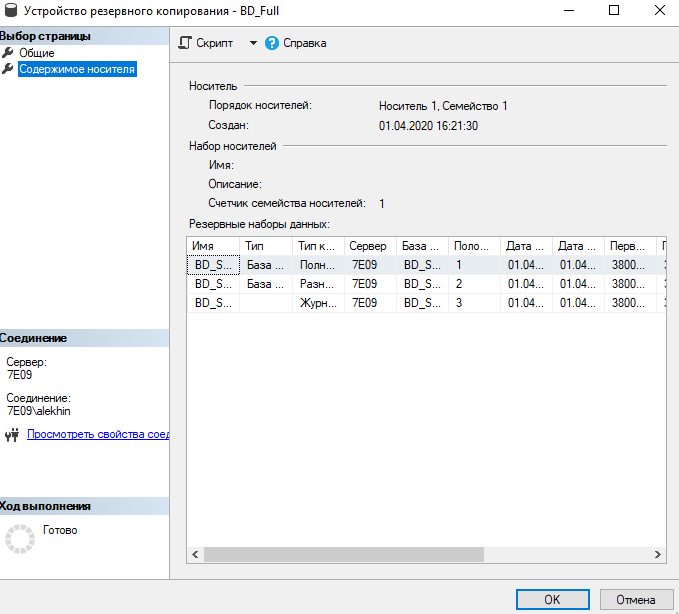 Устройство резервного копирования - BD_Full
Выбор страницы
Общие
Содержимое носителя
Скрипт
Справка
Носитель
Порядок носителей: Носитель 1, Семейство 1
Создан: 01.04.2020 16:21:30
Набор носителей
Имя:
Описание:
Счетчик семейства носителей: 1
Резервные наборы данных:
Имя Тип Тип к... Сервер База ... Поло... Дата ... Дата ... Перв...
BD_S... База ... Полн... 7E09 BD_S... 1 01.04... 01.04... 3800...
BD_S... База ... Разн... 7E09 BD_S... 2 01.04... 01.04... 3800...
BD_S... Журн... 7E09 BD_S... 3 01.04... 01.04... 3800...
Соединение
Сервер:
7E09
Соединение:
7E09\alekhin
Просмотреть свойства соед
Ход выполнения
Готово
OK
Отмена